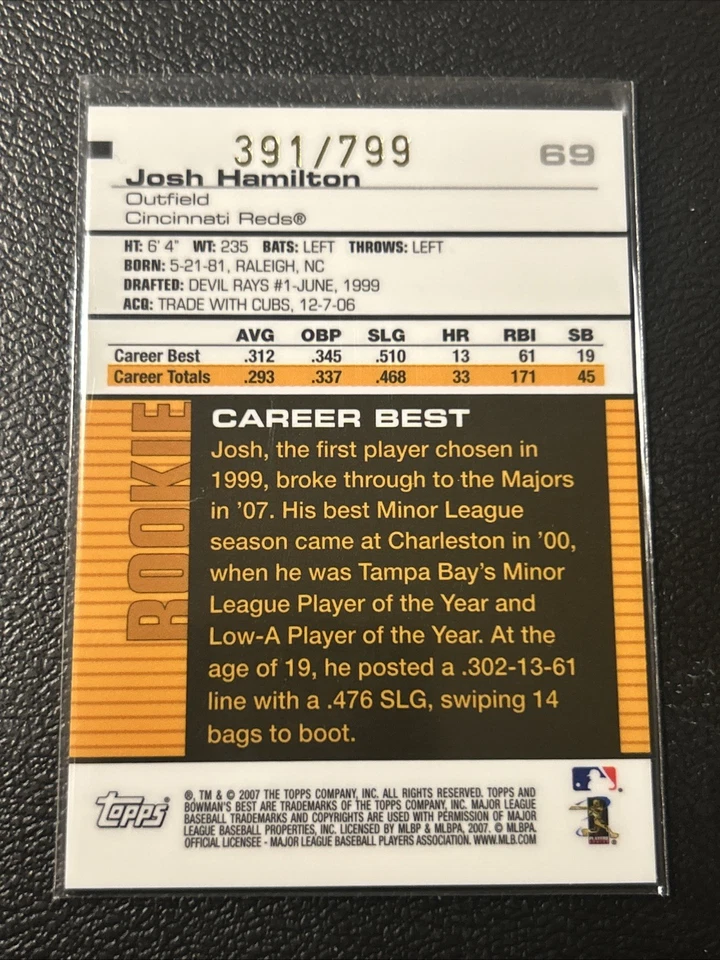 391/799
69
Josh Hamilton
Outfield
Cincinnati Reds®
HT: 6' 4" WT: 235 BATS: LEFT THROWS: LEFT
BORN: 5-21-81, RALEIGH, NC
DRAFTED: DEVIL RAYS #1-JUNE, 1999
ACQ: TRADE WITH CUBS, 12-7-06
AVG OBP SLG HR RBI SB
Career Best .312 .345 .510 13 61 19
Career Totals .293 .337 .468 33 171 45
ROOKIE
CAREER BEST
Josh, the first player chosen in
1999, broke through to the Majors
in '07. His best Minor League
season came at Charleston in '00,
when he was Tampa Bay's Minor
League Player of the Year and
Low-A Player of the Year. At the
age of 19, he posted a .302-13-61
line with a .476 SLG, swiping 14
bags to boot.
topps
®, TM & © 2007 THE TOPPS COMPANY, INC. ALL RIGHTS RESERVED. TOPPS AND
BOWMAN'S BEST ARE TRADEMARKS OF THE TOPPS COMPANY, INC. MAJOR LEAGUE
BASEBALL TRADEMARKS AND COPYRIGHTS ARE USED WITH PERMISSION OF MAJOR
LEAGUE BASEBALL PROPERTIES, INC. LICENSED BY MLBP & MLBPA, 2007. © MLBPA.
OFFICIAL LICENSEE - MAJOR LEAGUE BASEBALL PLAYERS ASSOCIATION. WWW.MLB.COM